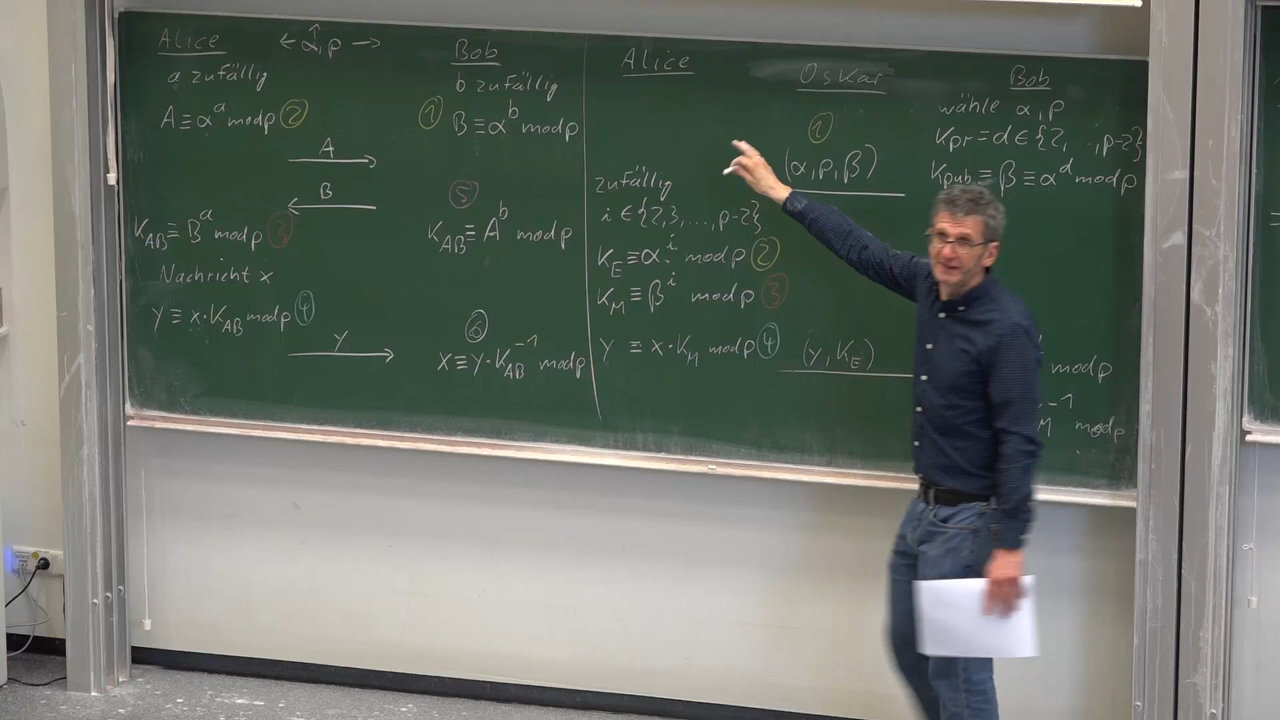 Alice
← α, p →
Bob
a zufällig
b zufällig
A ≡ α^a mod p ②
① B ≡ α^b mod p
A
B
K_AB ≡ B^a mod p ③
⑤
K_AB ≡ A^b mod p
Nachricht x
y ≡ x·K_AB mod p ④
y
⑥
x ≡ y·K_AB^-1 mod p
Alice
Oskar
Bob
wähle α, p
①
K_pr = d ∈ {2, ..., p-2}
(α, p, β)
K_pub ≡ β ≡ α^d mod p
zufällig
i ∈ {2,3, ..., p-2}
K_E ≡ α^i mod p ②
K_M ≡ β^i mod p ③
y ≡ x·K_M mod p ④
(y, K_E)
mod p
M^-1 mod p